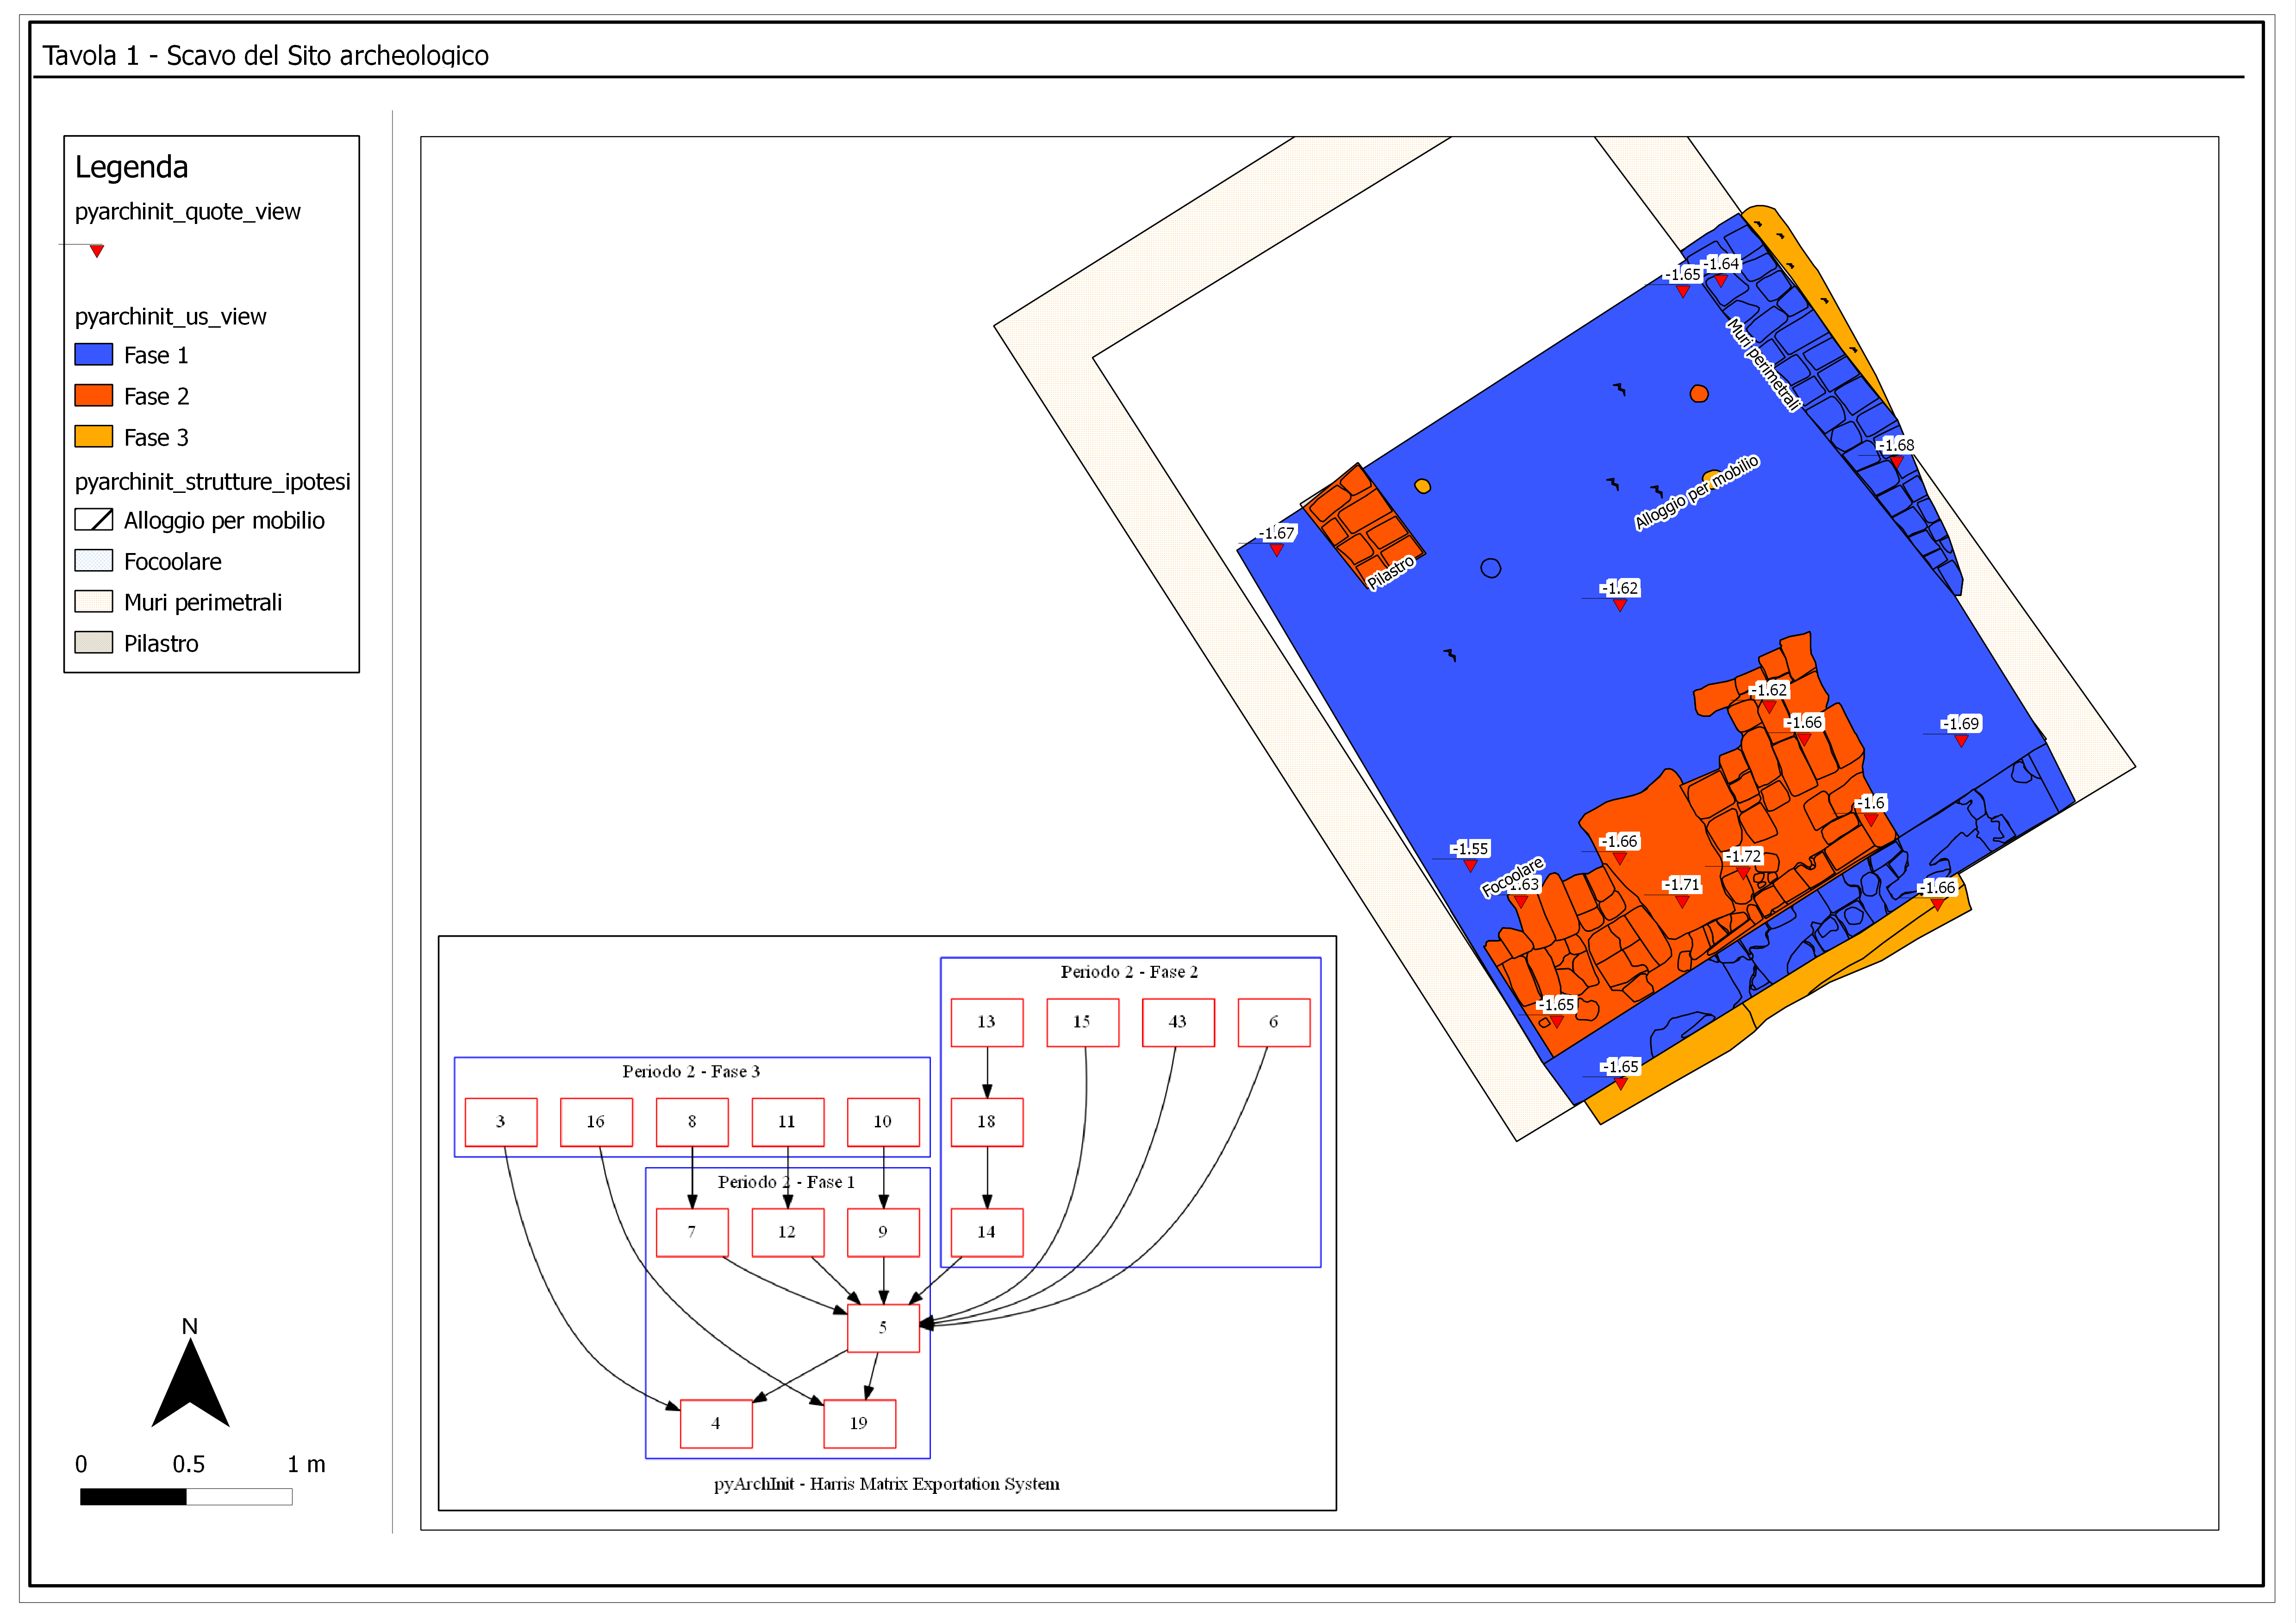 Tavola 1 - Scavo del Sito archeologico
Legenda
pyarchinit_quote_view
pyarchinit_us_view
Fase 1
Fase 2
Fase 3
pyarchinit_strutture_ipotesi
Alloggio per mobilio
Focoolare
Muri perimetrali
Pilastro
N
0 0.5 1 m
-1.65
-1.64
Muri perimetrali
-1.68
Alloggio per mobilio
-1.67
Pilastro
-1.62
-1.62
-1.66
-1.69
-1.6
-1.55
-1.66
-1.72
Focoolare
-1.63
-1.71
-1.66
-1.65
-1.65
Periodo 2 - Fase 2
13 15 43 6
18
14
Periodo 2 - Fase 3
3 16 8 11 10
Periodo 2 - Fase 1
7 12 9
5
4 19
pyArchInit - Harris Matrix Exportation System